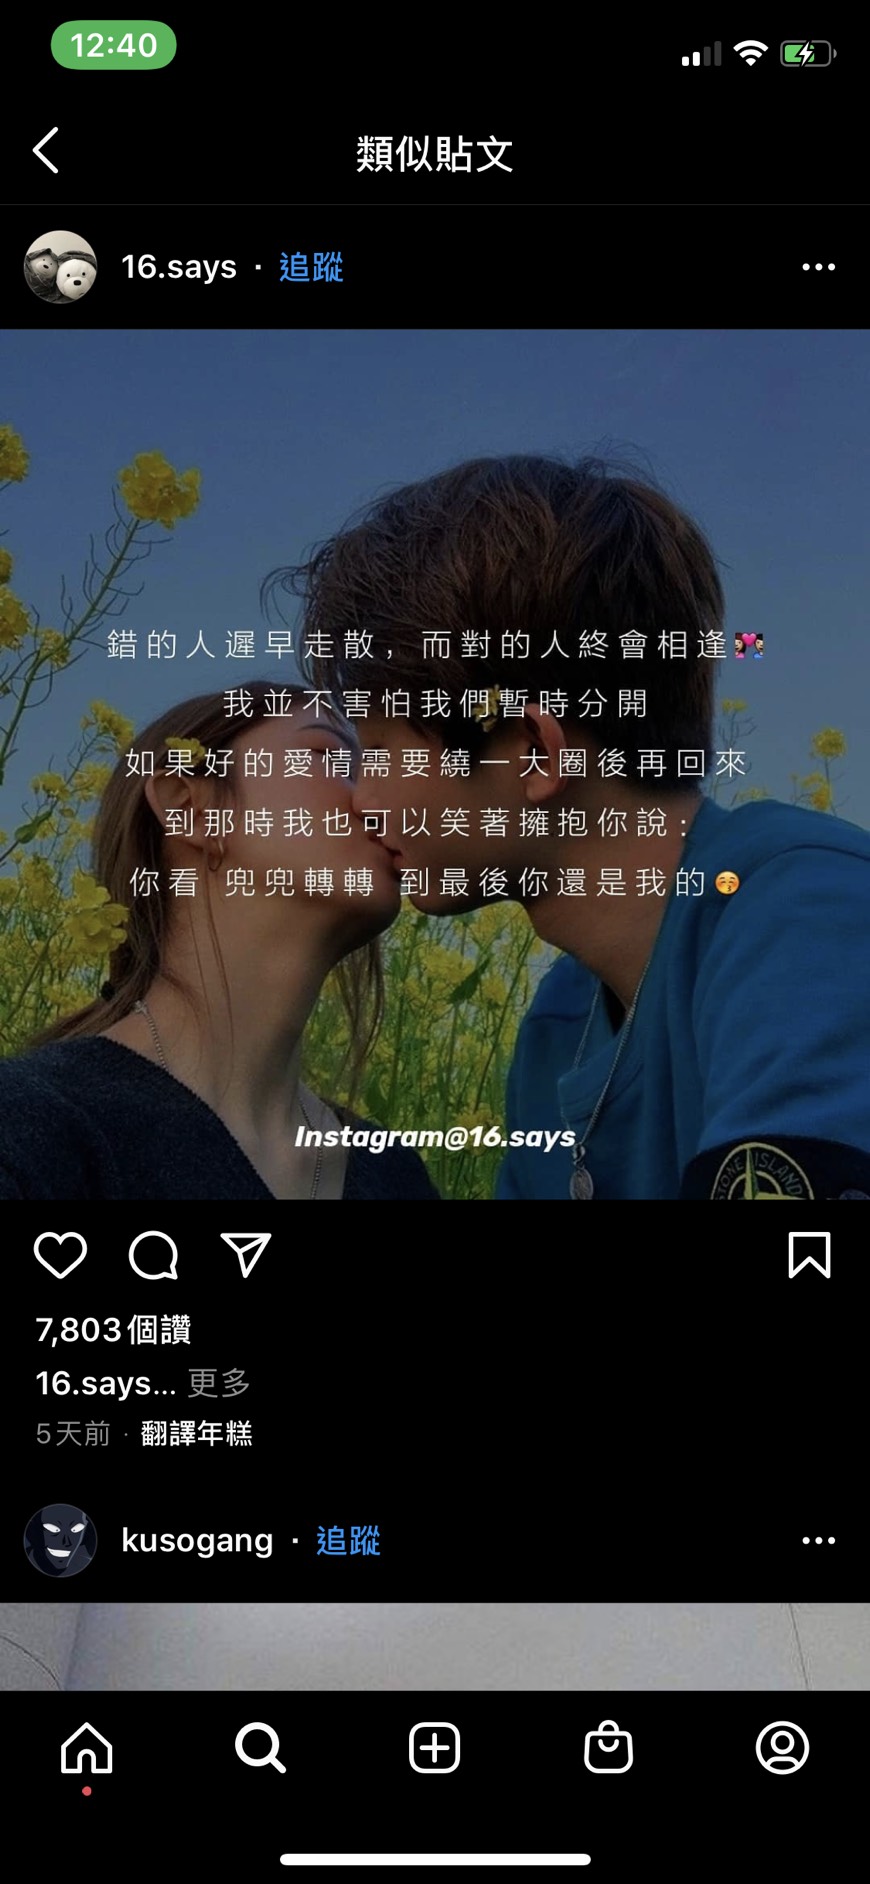 12:40
類似貼文
16.says · 追蹤
錯的人遲早走散，而對的人終會相逢
我並不害怕我們暫時分開
如果好的愛情需要繞一大圈後再回來
到那時我也可以笑著擁抱你說：
你看 兜兜轉轉 到最後你還是我的
Instagram@16.says
STONE ISLAND
7,803個讚
16.says... 更多
5天前 · 翻譯年糕
kusogang · 追蹤